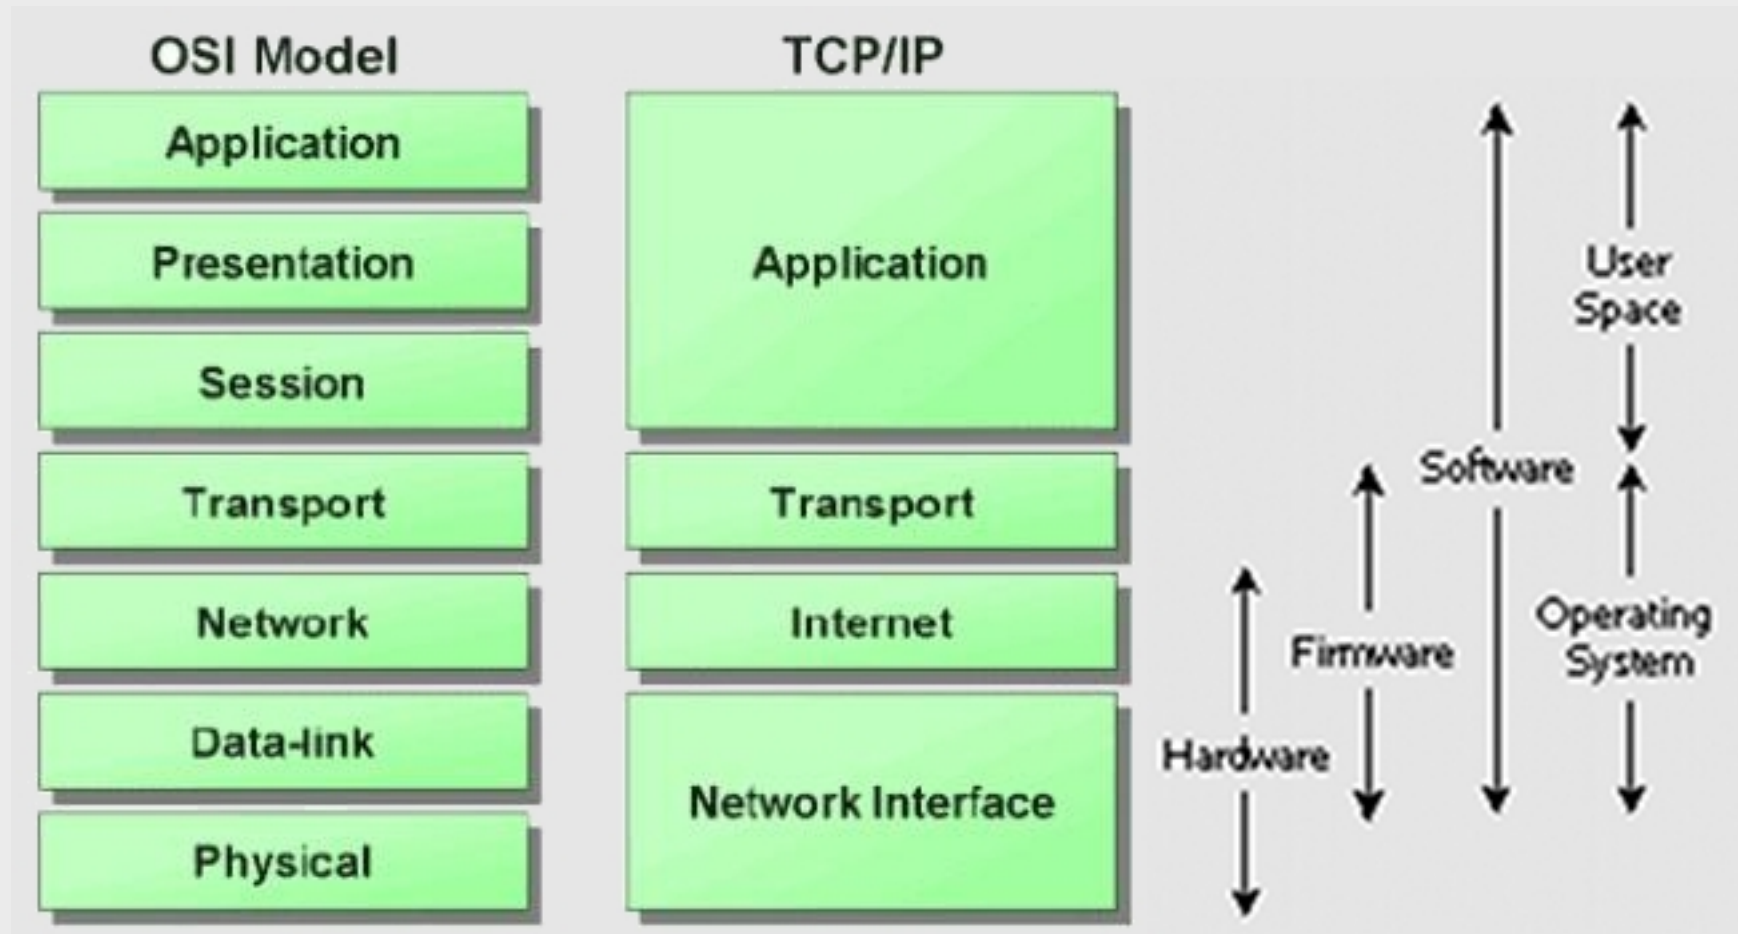 OSI Model
TCP/IP
Application
Presentation
Session
Transport
Network
Data-link
Physical
Application
Transport
Internet
Network Interface
Hardware
Firmware
Software
User
Space
Operating
System